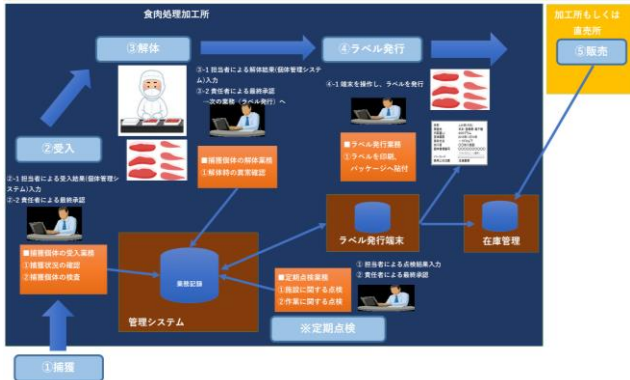 食肉処理加工所
加工所もしくは
直売所
⑤販売
③解体
④ラベル発行
③-1 担当者による解体結果(個体管理システ
ム)入力
③-2 責任者による最終承認
→次の業務（ラベル発行）へ
④-1 端末を操作し、ラベルを発行
②受入
②-1 担当者による受入結果(個体管理シ
ステム)入力
②-2 責任者による最終承認
■捕獲個体の解体業務
①解体時の異常確認
■ラベル発行業務
①ラベルを印刷、
パッケージへ貼付
■捕獲個体の受入業務
①捕獲状況の確認
②捕獲個体の検査
業務記録
管理システム
ラベル発行端末
在庫管理
■定期点検業務
①施設に関する点検
②作業に関する点検
① 担当者による点検結果入力
② 責任者による最終承認
※定期点検
①捕獲